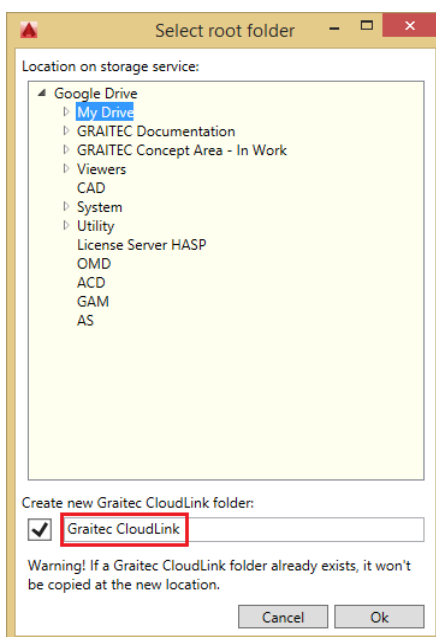 Select root folder
Location on storage service:
Google Drive
My Drive
GRAITEC Documentation
GRAITEC Concept Area - In Work
Viewers
CAD
System
Utility
License Server HASP
OMD
ACD
GAM
AS
Create new Graitec CloudLink folder:
Graitec CloudLink
Warning! If a Graitec CloudLink folder already exists, it won't
be copied at the new location.
Cancel Ok